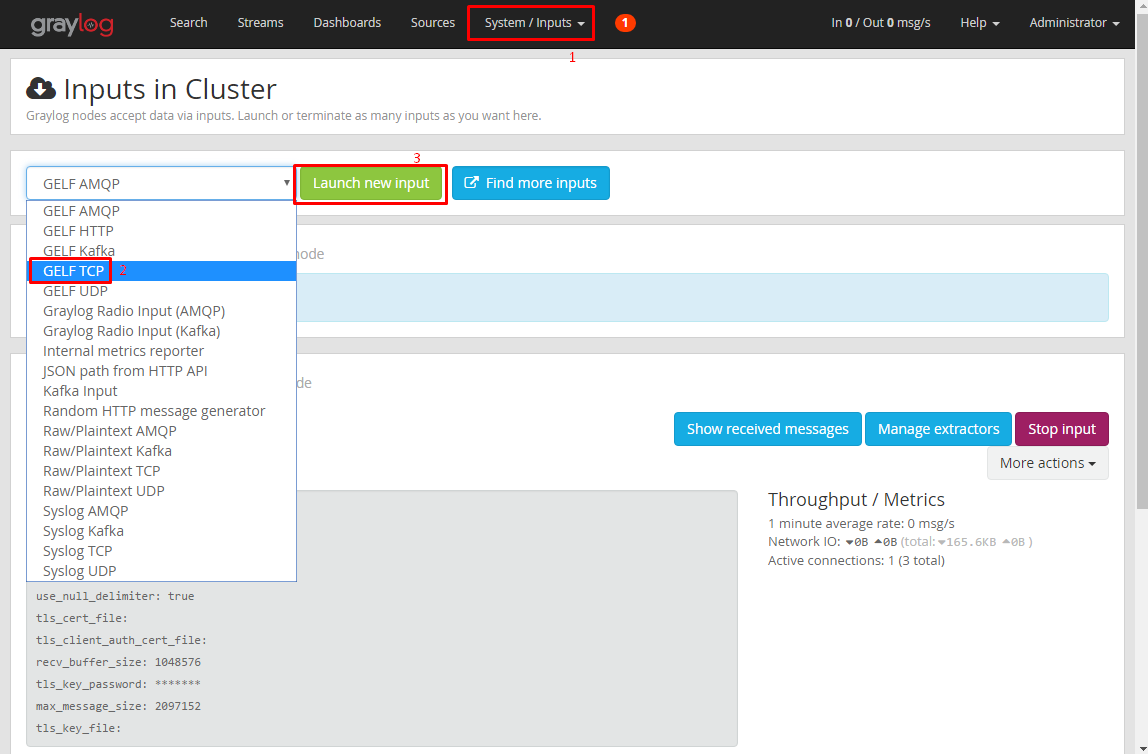 graylog Search Streams Dashboards Sources System / Inputs 1 In 0 / Out 0 msg/s Help Administrator
1
Inputs in Cluster
Graylog nodes accept data via inputs. Launch or terminate as many inputs as you want here.
3
GELF AMQP Launch new input Find more inputs
GELF AMQP
GELF HTTP
GELF Kafka
GELF TCP 2
GELF UDP
Graylog Radio Input (AMQP)
Graylog Radio Input (Kafka)
Internal metrics reporter
JSON path from HTTP API
Kafka Input
Random HTTP message generator
Raw/Plaintext AMQP
Raw/Plaintext Kafka
Raw/Plaintext TCP
Raw/Plaintext UDP
Syslog AMQP
Syslog Kafka
Syslog TCP
Syslog UDP
Show received messages Manage extractors Stop input
More actions
use_null_delimiter: true
tls_cert_file:
tls_client_auth_cert_file:
recv_buffer_size: 1048576
tls_key_password: *******
max_message_size: 2097152
tls_key_file:
Throughput / Metrics
1 minute average rate: 0 msg/s
Network IO: 0B 0B (total: 165.6KB 0B )
Active connections: 1 (3 total)